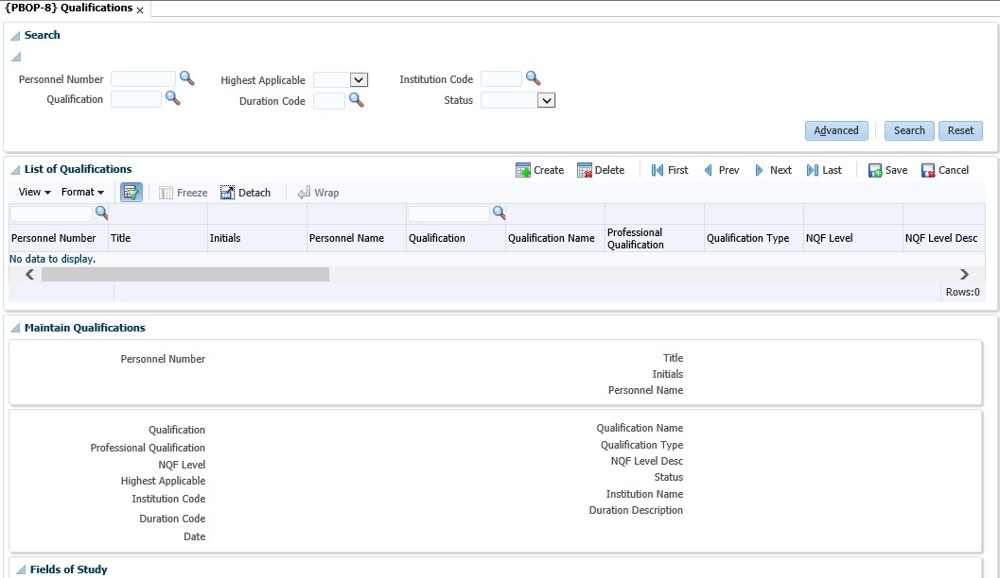 {PBOP-8} Qualifications
Search
Personnel Number Highest Applicable Institution Code
Qualification Duration Code Status
Advanced Search Reset
List of Qualifications Create Delete First Prev Next Last Save Cancel
View Format Freeze Detach Wrap
Personnel Number Title Initials Personnel Name Qualification Qualification Name Professional Qualification Qualification Type NQF Level NQF Level Desc
No data to display.
Rows:0
Maintain Qualifications
Personnel Number Title
Initials
Personnel Name
Qualification Qualification Name
Professional Qualification Qualification Type
NQF Level NQF Level Desc
Highest Applicable Status
Institution Code Institution Name
Duration Code Duration Description
Date
Fields of Study